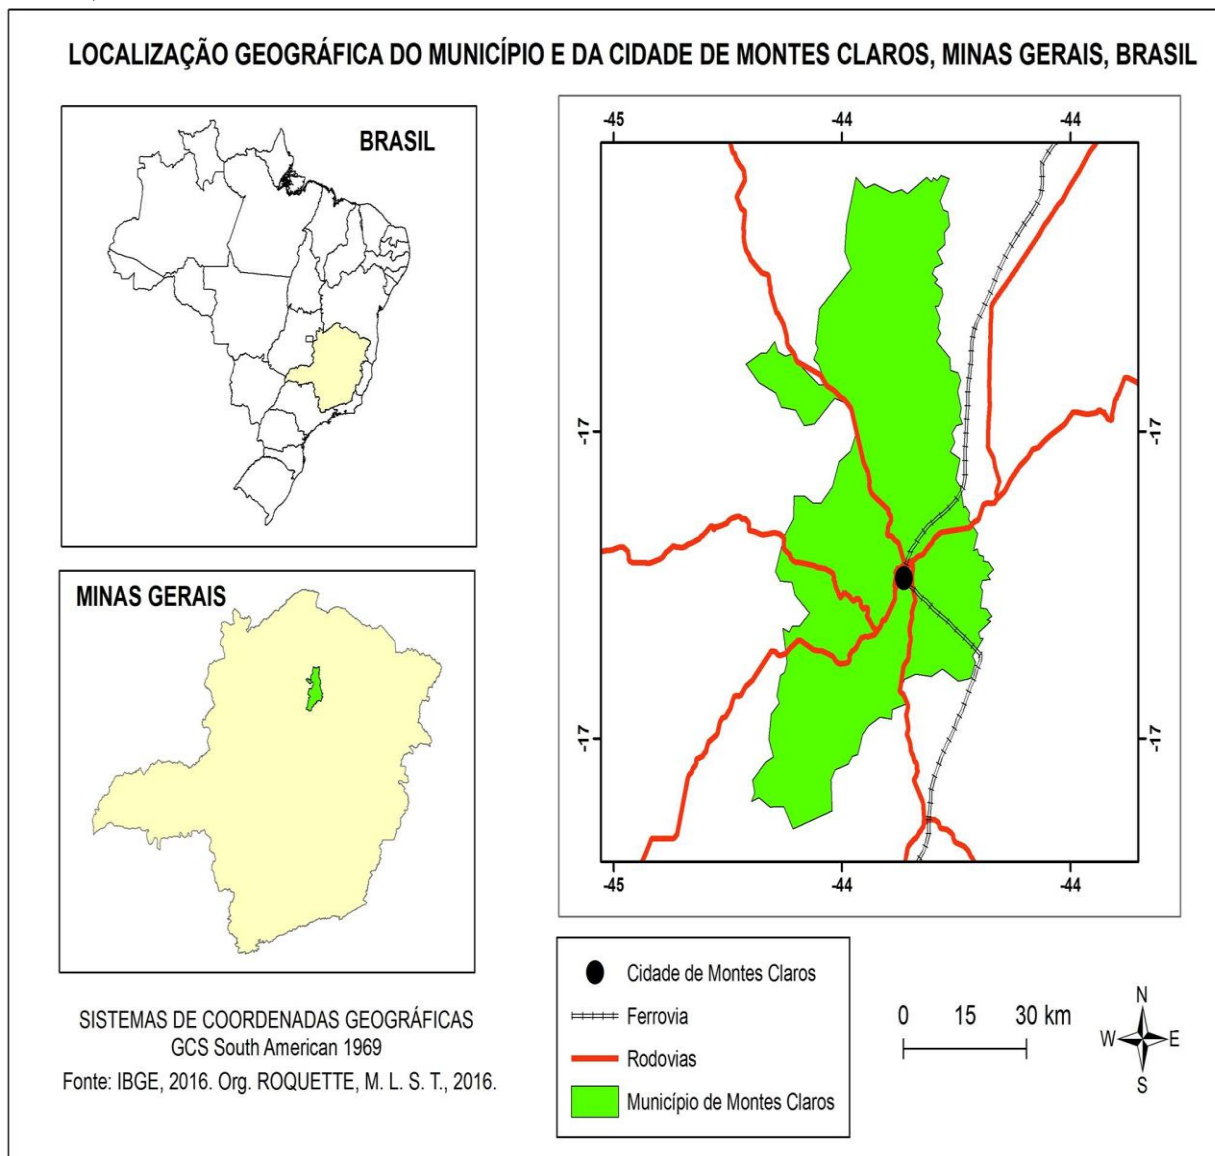 LOCALIZAÇÃO GEOGRÁFICA DO MUNICÍPIO E DA CIDADE DE MONTES CLAROS, MINAS GERAIS, BRASIL
BRASIL
MINAS GERAIS
SISTEMAS DE COORDENADAS GEOGRÁFICAS
GCS South American 1969
Fonte: IBGE, 2016. Org. ROQUETTE, M. L. S. T., 2016.
-45 -44 -44
-17 -17
-17 -17
-45 -44 -44
Cidade de Montes Claros
Ferrovia
Rodovias
Município de Montes Claros
0 15 30 km
N
W E
S